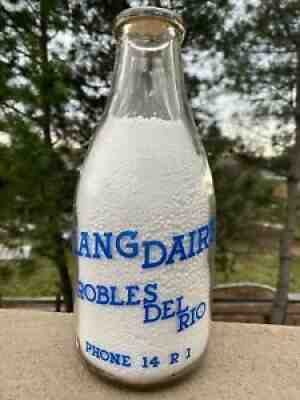 LANG DAIRY
ROBLES
DEL
RIO
PHONE 14 R 1